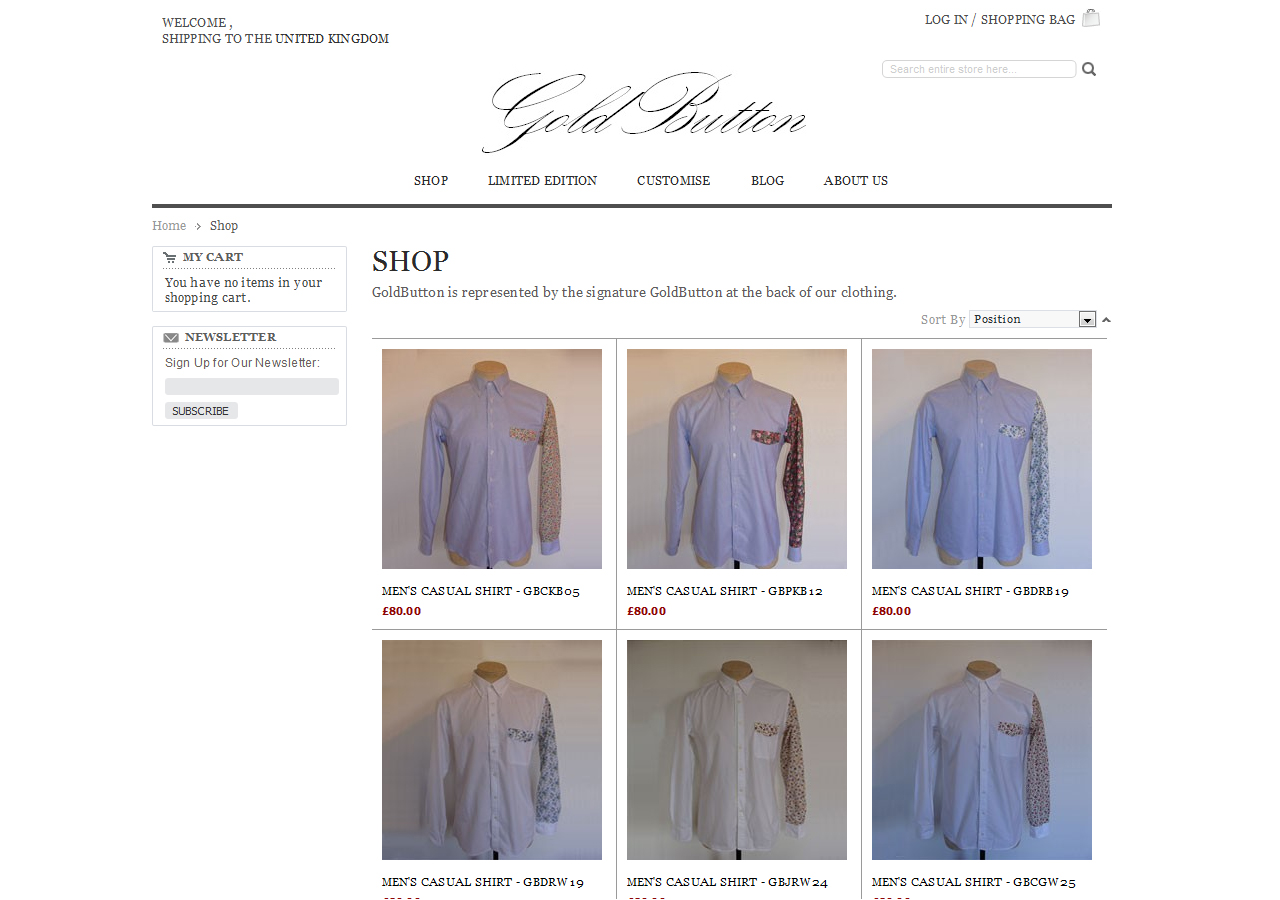 WELCOME ,
SHIPPING TO THE UNITED KINGDOM
LOG IN / SHOPPING BAG
Search entire store here...
Gold Button
SHOP LIMITED EDITION CUSTOMISE BLOG ABOUT US
Home > Shop
MY CART
You have no items in your
shopping cart.
NEWSLETTER
Sign Up for Our Newsletter:
SUBSCRIBE
SHOP
GoldButton is represented by the signature GoldButton at the back of our clothing.
Sort By Position
MEN'S CASUAL SHIRT - GBCKB05
£80.00
MEN'S CASUAL SHIRT - GBPKB12
£80.00
MEN'S CASUAL SHIRT - GBDRB19
£80.00
MEN'S CASUAL SHIRT - GBDRW19
MEN'S CASUAL SHIRT - GBJRW24
MEN'S CASUAL SHIRT - GBCGW25